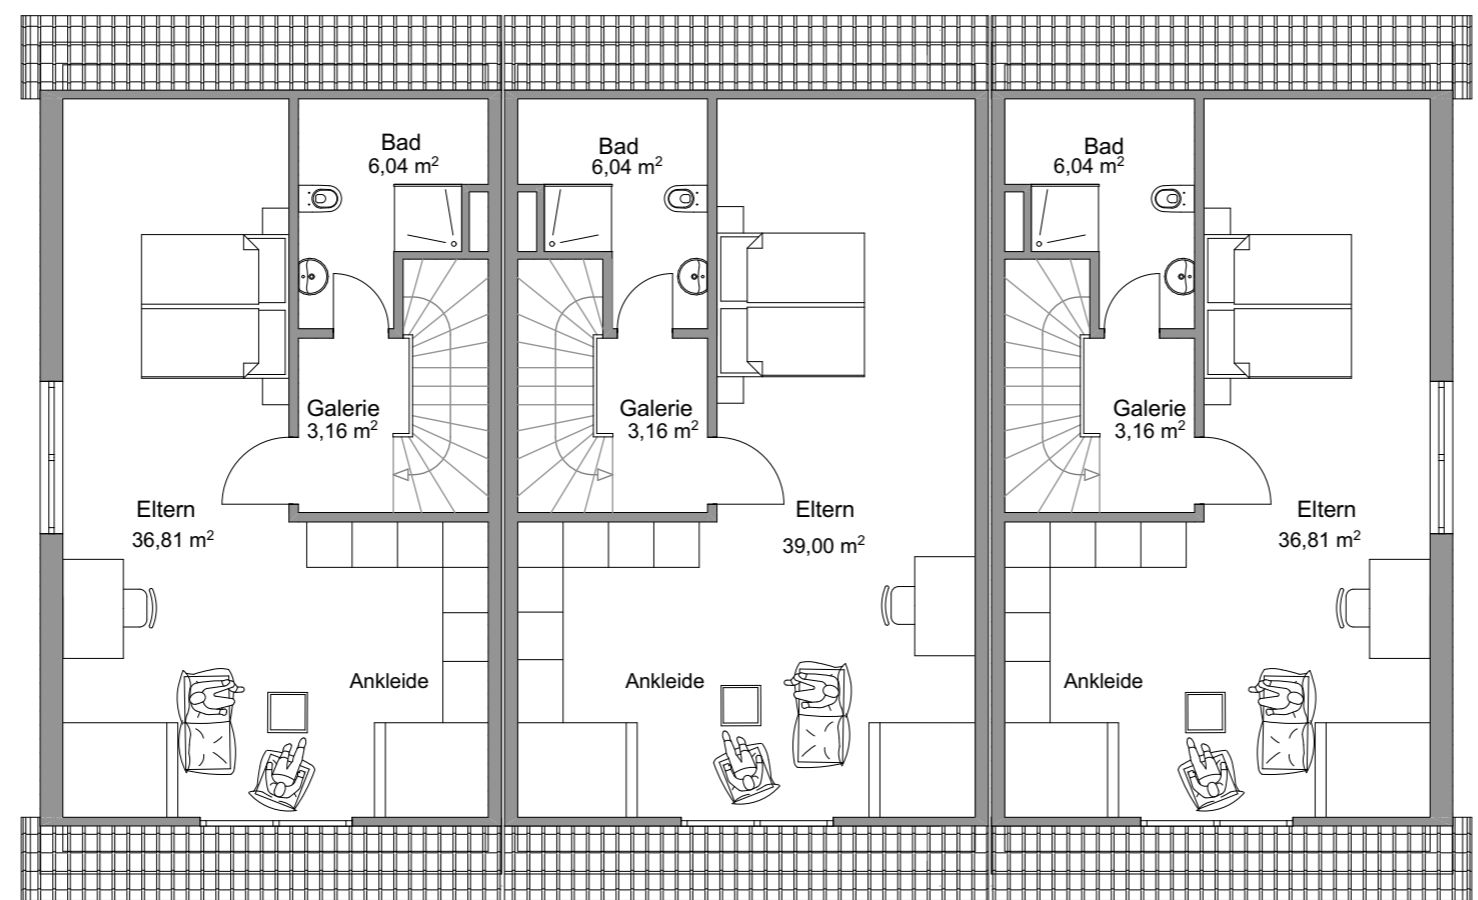 Bad
6,04 m²
Bad
6,04 m²
Bad
6,04 m²
Galerie
3,16 m²
Galerie
3,16 m²
Galerie
3,16 m²
Eltern
36,81 m²
Eltern
39,00 m²
Eltern
36,81 m²
Ankleide
Ankleide
Ankleide